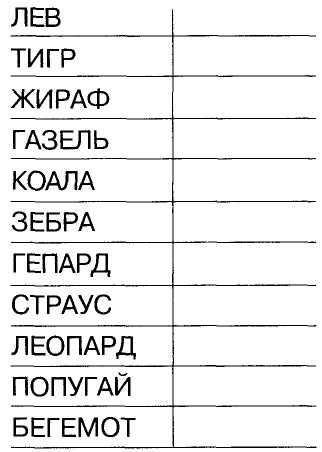 ЛЕВ
ТИГР
ЖИРАФ
ГАЗЕЛЬ
КОАЛА
ЗЕБРА
ГЕПАРД
СТРАУС
ЛЕОПАРД
ПОПУГАЙ
БЕГЕМОТ